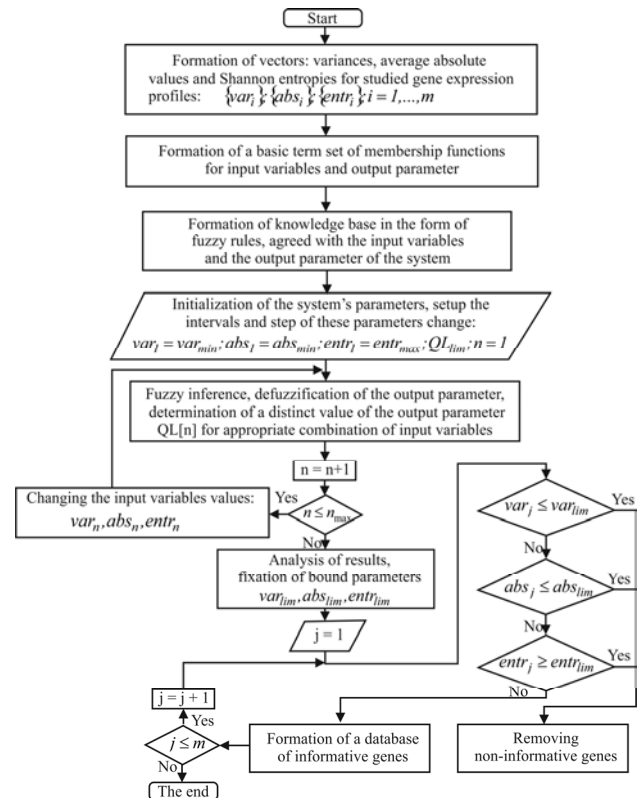 Start
Formation of vectors: variances, average absolute
values and Shannon entropies for studied gene expression
profiles: {var_i};{abs_i};{entr_i};i = 1,...,m
Formation of a basic term set of membership functions
for input variables and output parameter
Formation of knowledge base in the form of
fuzzy rules, agreed with the input variables
and the output parameter of the system
Initialization of the system's parameters, setup the
intervals and step of these parameters change:
var_1 = var_min; abs_1 = abs_min; entr_1 = entr_max; QL_lim; n = 1
Fuzzy inference, defuzzification of the output parameter,
determination of a distinct value of the output parameter
QL[n] for appropriate combination of input variables
n = n+1
Changing the input variables values:
var_n, abs_n, entr_n
Yes
n ≤ n_max
No
Analysis of results,
fixation of bound parameters
var_lim, abs_lim, entr_lim
j = 1
var_j ≤ var_lim
Yes
No
abs_j ≤ abs_lim
Yes
No
entr_j ≥ entr_lim
Yes
No
j = j + 1
Yes
j ≤ m
No
The end
Formation of a database
of informative genes
Removing
non-informative genes